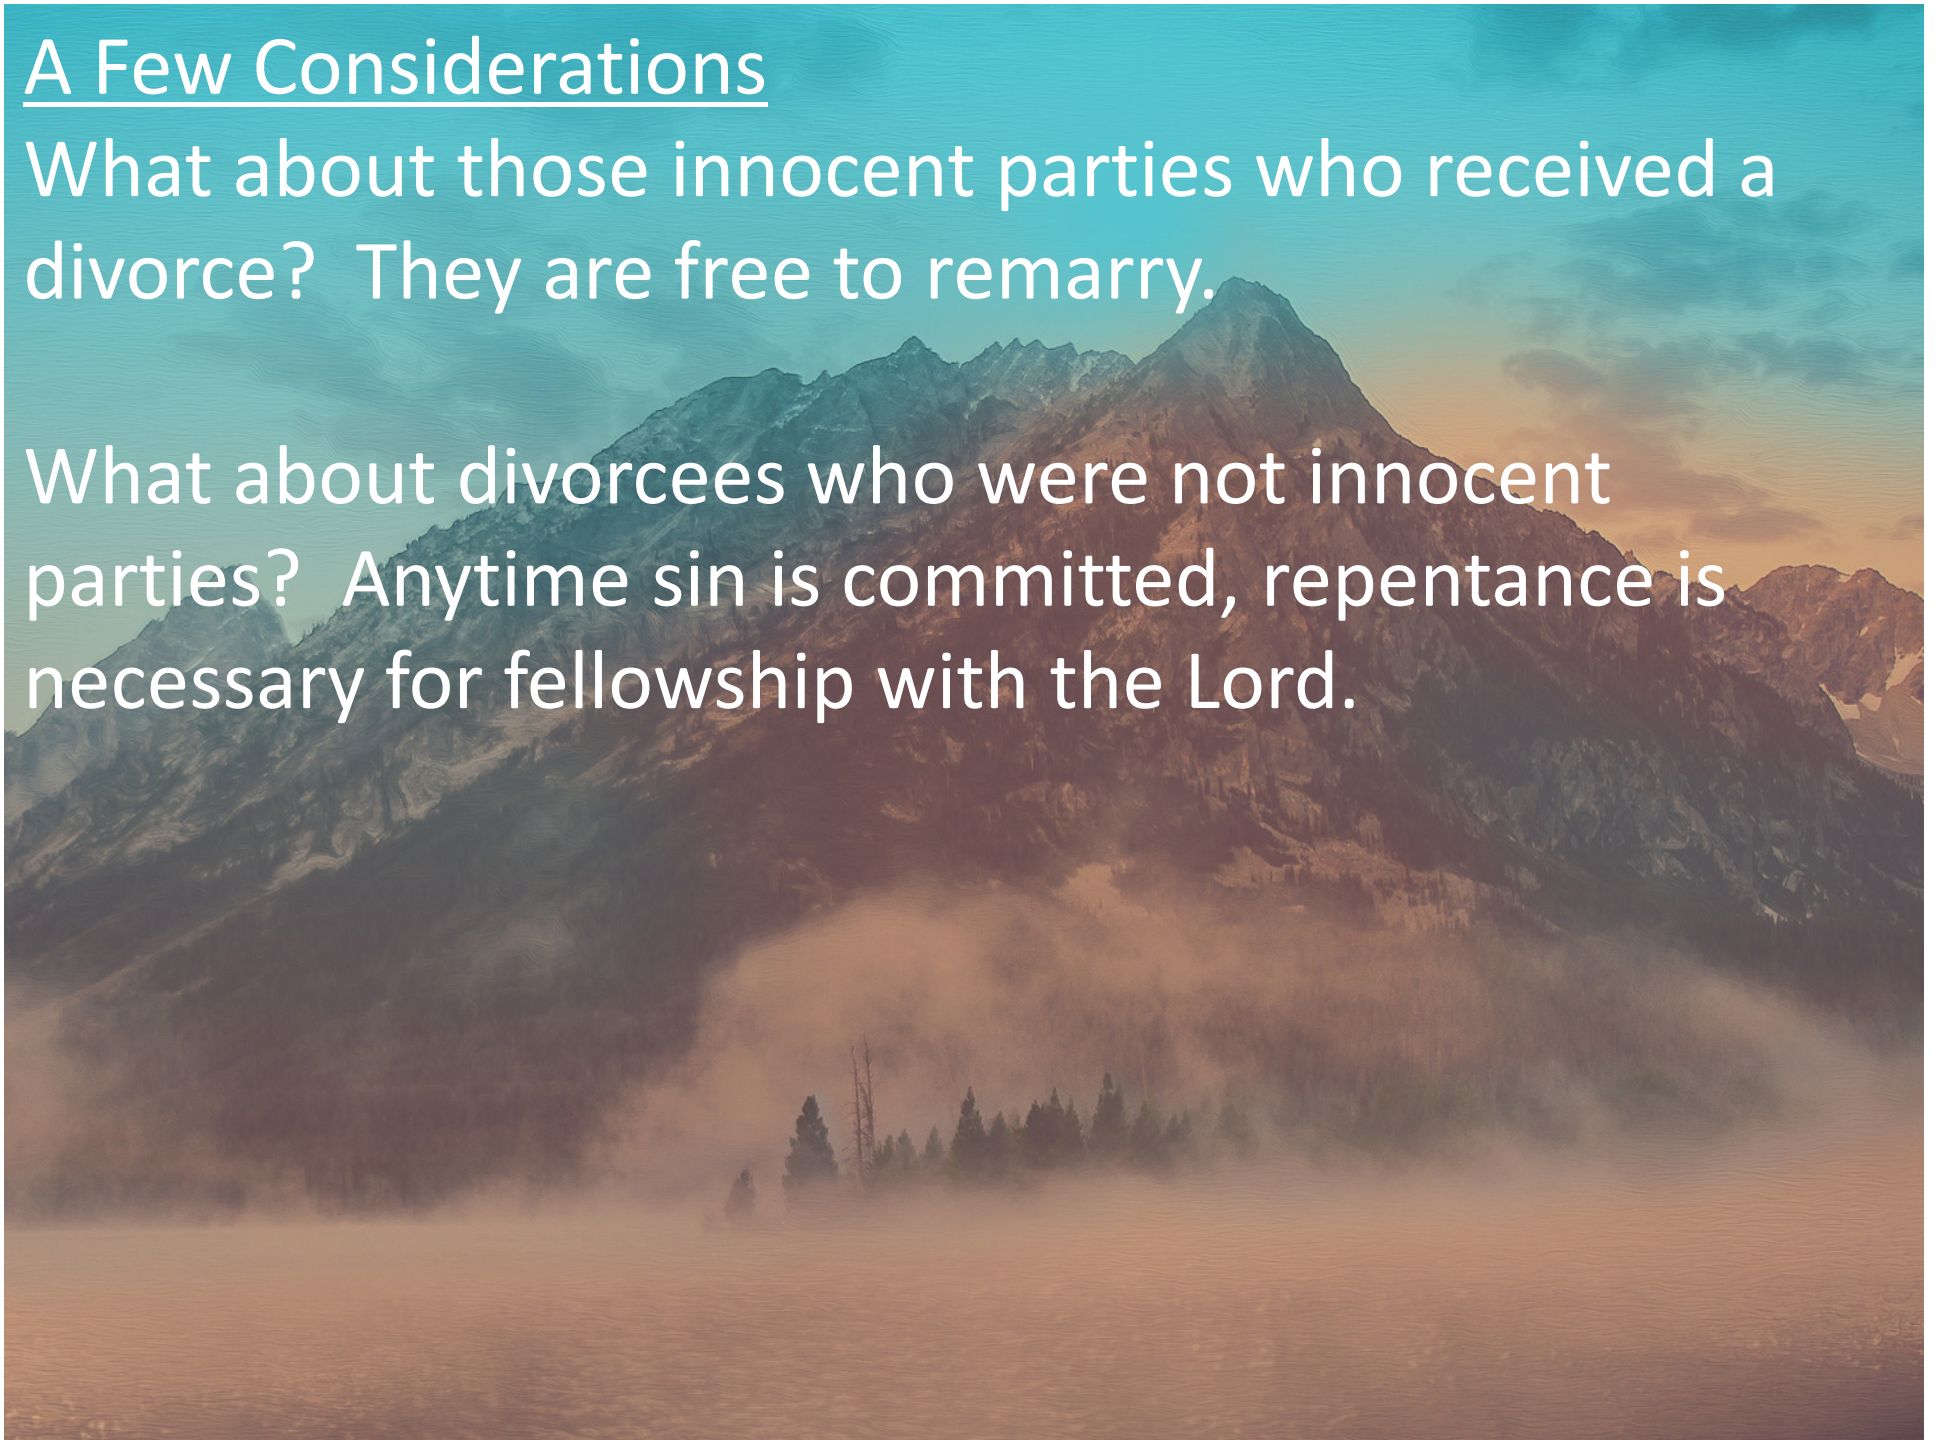 A Few Considerations
What about those innocent parties who received a
divorce?  They are free to remarry.
What about divorcees who were not innocent
parties?  Anytime sin is committed, repentance is
necessary for fellowship with the Lord.